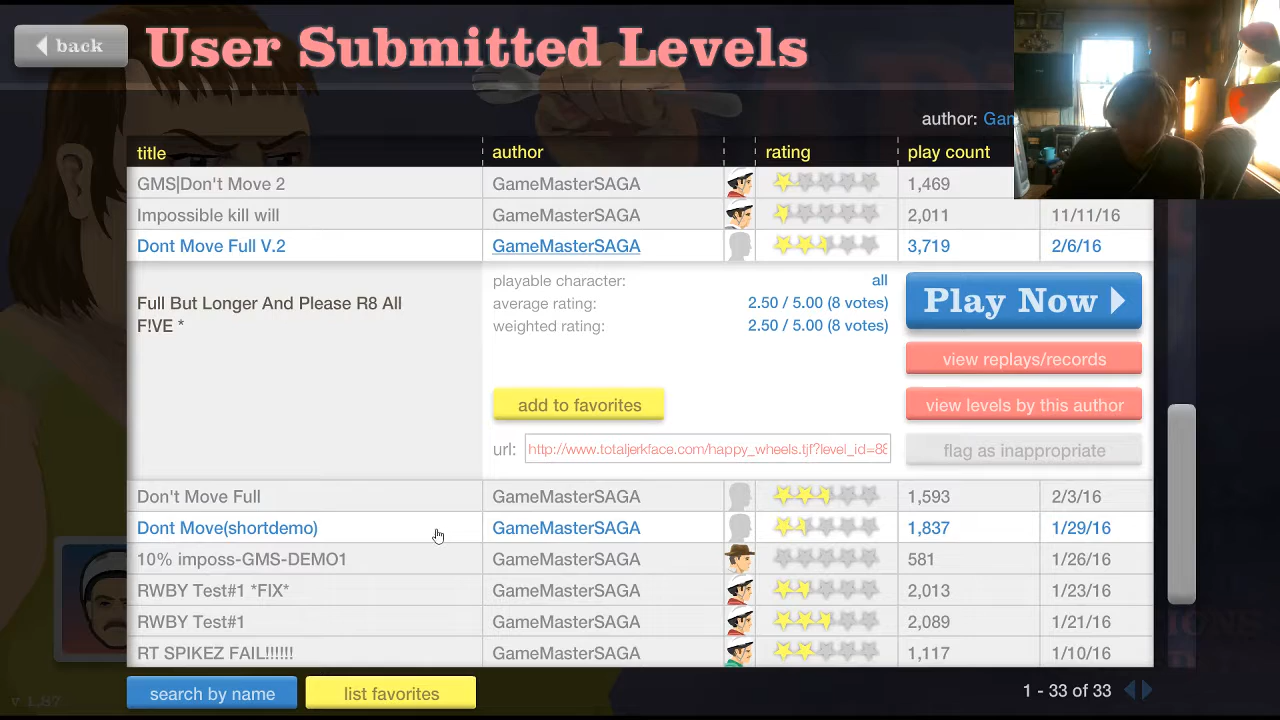 back
User Submitted Levels
author: Gam
title author rating play count
GMS|Don't Move 2 GameMasterSAGA 1,469
Impossible kill will GameMasterSAGA 2,011 11/11/16
Dont Move Full V.2 GameMasterSAGA 3,719 2/6/16
Full But Longer And Please R8 All
F!VE *
playable character: all
average rating: 2.50 / 5.00 (8 votes)
weighted rating: 2.50 / 5.00 (8 votes)
Play Now
view replays/records
add to favorites
view levels by this author
url: http://www.totaljerkface.com/happy_wheels.tjf?level_id=88
flag as inappropriate
Don't Move Full GameMasterSAGA 1,593 2/3/16
Dont Move(shortdemo) GameMasterSAGA 1,837 1/29/16
10% imposs-GMS-DEMO1 GameMasterSAGA 581 1/26/16
RWBY Test#1 *FIX* GameMasterSAGA 2,013 1/23/16
RWBY Test#1 GameMasterSAGA 2,089 1/21/16
RT SPIKEZ FAIL!!!!!! GameMasterSAGA 1,117 1/10/16
search by name
list favorites
1 - 33 of 33
v 1.87